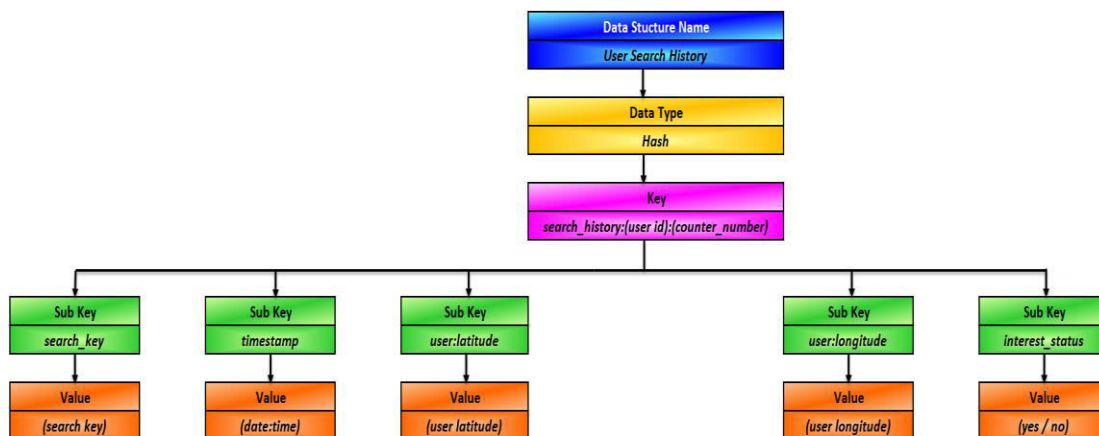 Data Stucture Name
User Search History
Data Type
Hash
Key
search_history:(user id):(counter_number)
Sub Key
search_key
Sub Key
timestamp
Sub Key
user:latitude
Sub Key
user:longitude
Sub Key
interest_status
Value
(search key)
Value
(date:time)
Value
(user latitude)
Value
(user longitude)
Value
(yes / no)